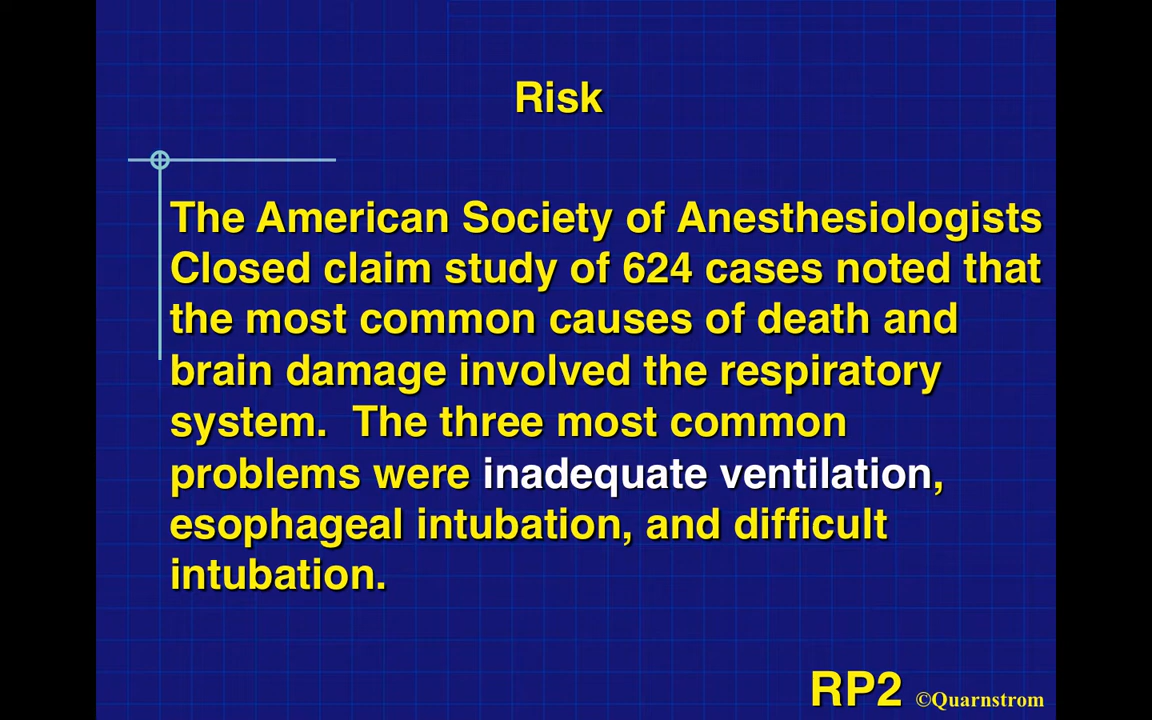 Risk
The American Society of Anesthesiologists
Closed claim study of 624 cases noted that
the most common causes of death and
brain damage involved the respiratory
system.  The three most common
problems were inadequate ventilation,
esophageal intubation, and difficult
intubation.
RP2 ©Quarnstrom